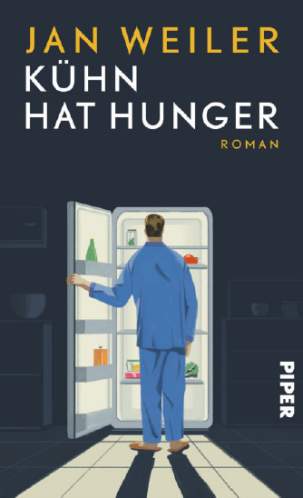 JAN WEILER
KÜHN
HAT HUNGER
ROMAN
PIPER